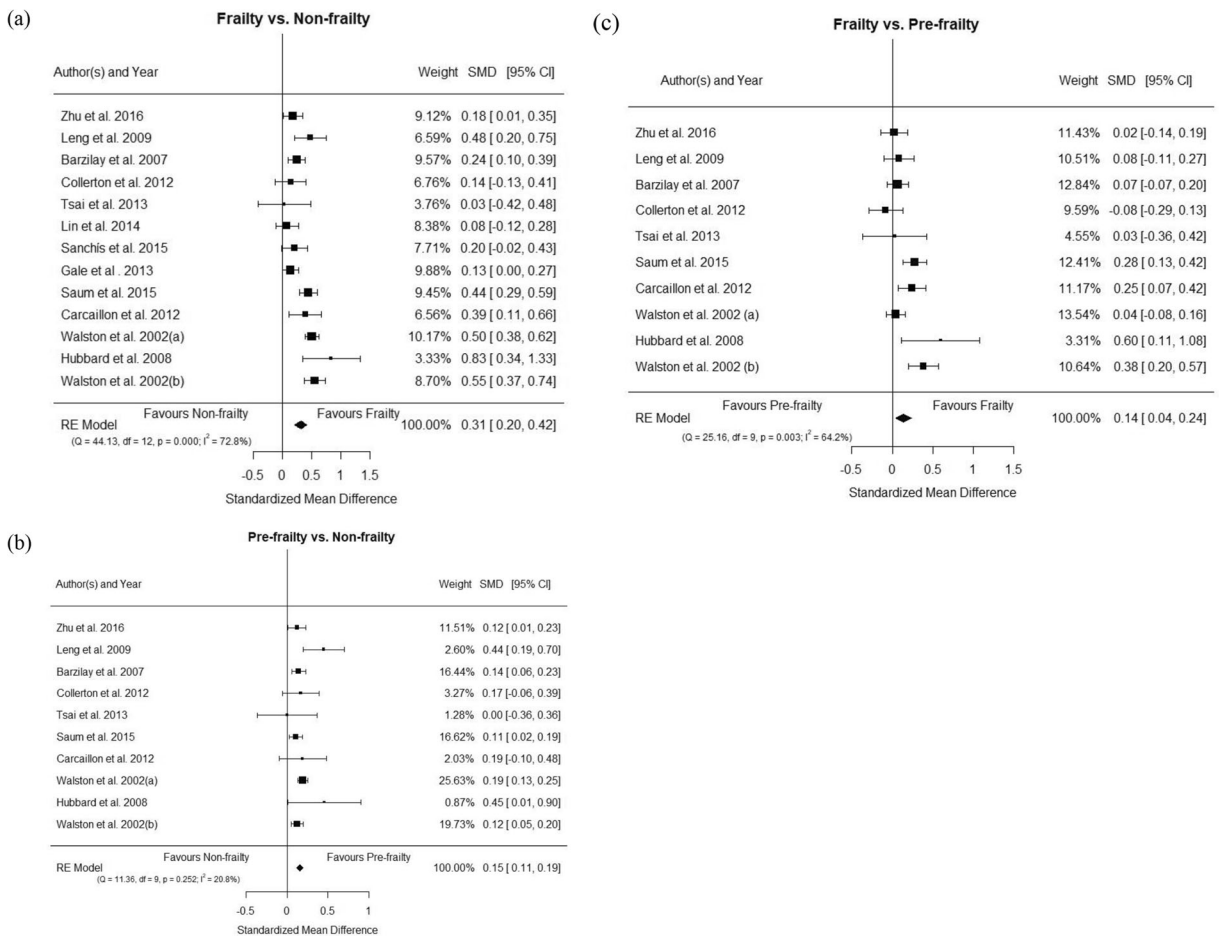 (a)
Frailty vs. Non-frailty
Author(s) and Year Weight SMD [95% CI]
Zhu et al. 2016 9.12% 0.18 [ 0.01, 0.35]
Leng et al. 2009 6.59% 0.48 [ 0.20, 0.75]
Barzilay et al. 2007 9.57% 0.24 [ 0.10, 0.39]
Collerton et al. 2012 6.76% 0.14 [-0.13, 0.41]
Tsai et al. 2013 3.76% 0.03 [-0.42, 0.48]
Lin et al. 2014 8.38% 0.08 [-0.12, 0.28]
Sanchís et al. 2015 7.71% 0.20 [-0.02, 0.43]
Gale et al . 2013 9.88% 0.13 [ 0.00, 0.27]
Saum et al. 2015 9.45% 0.44 [ 0.29, 0.59]
Carcaillon et al. 2012 6.56% 0.39 [ 0.11, 0.66]
Walston et al. 2002(a) 10.17% 0.50 [ 0.38, 0.62]
Hubbard et al. 2008 3.33% 0.83 [ 0.34, 1.33]
Walston et al. 2002(b) 8.70% 0.55 [ 0.37, 0.74]
Favours Non-frailty Favours Frailty
RE Model 100.00% 0.31 [ 0.20, 0.42]
(Q = 44.13, df = 12, p = 0.000; I² = 72.8%)
-0.5 0 0.5 1 1.5
Standardized Mean Difference
(b)
Pre-frailty vs. Non-frailty
Author(s) and Year Weight SMD [95% CI]
Zhu et al. 2016 11.51% 0.12 [ 0.01, 0.23]
Leng et al. 2009 2.60% 0.44 [ 0.19, 0.70]
Barzilay et al. 2007 16.44% 0.14 [ 0.06, 0.23]
Collerton et al. 2012 3.27% 0.17 [-0.06, 0.39]
Tsai et al. 2013 1.28% 0.00 [-0.36, 0.36]
Saum et al. 2015 16.62% 0.11 [ 0.02, 0.19]
Carcaillon et al. 2012 2.03% 0.19 [-0.10, 0.48]
Walston et al. 2002(a) 25.63% 0.19 [ 0.13, 0.25]
Hubbard et al. 2008 0.87% 0.45 [ 0.01, 0.90]
Walston et al. 2002(b) 19.73% 0.12 [ 0.05, 0.20]
Favours Non-frailty Favours Pre-frailty
RE Model 100.00% 0.15 [ 0.11, 0.19]
(Q = 11.36, df = 9, p = 0.252; I² = 20.8%)
-0.5 0 0.5 1
Standardized Mean Difference
(c)
Frailty vs. Pre-frailty
Author(s) and Year Weight SMD [95% CI]
Zhu et al. 2016 11.43% 0.02 [-0.14, 0.19]
Leng et al. 2009 10.51% 0.08 [-0.11, 0.27]
Barzilay et al. 2007 12.84% 0.07 [-0.07, 0.20]
Collerton et al. 2012 9.59% -0.08 [-0.29, 0.13]
Tsai et al. 2013 4.55% 0.03 [-0.36, 0.42]
Saum et al. 2015 12.41% 0.28 [ 0.13, 0.42]
Carcaillon et al. 2012 11.17% 0.25 [ 0.07, 0.42]
Walston et al. 2002 (a) 13.54% 0.04 [-0.08, 0.16]
Hubbard et al. 2008 3.31% 0.60 [ 0.11, 1.08]
Walston et al. 2002 (b) 10.64% 0.38 [ 0.20, 0.57]
Favours Pre-frailty Favours Frailty
RE Model 100.00% 0.14 [ 0.04, 0.24]
(Q = 25.16, df = 9, p = 0.003; I² = 64.2%)
-0.5 0 0.5 1 1.5
Standardized Mean Difference